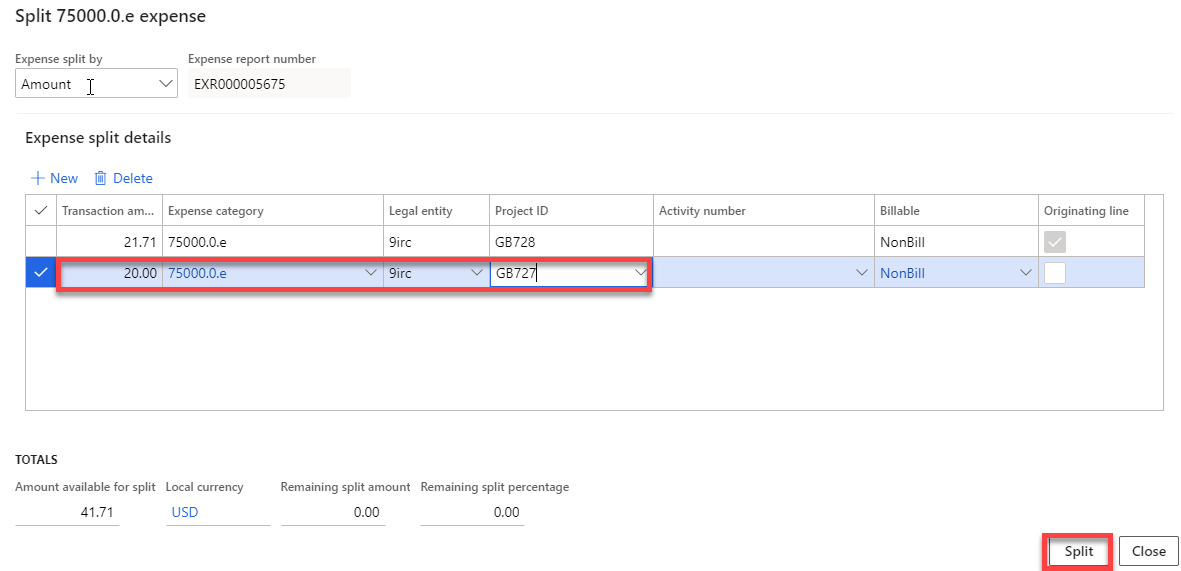 Split 75000.0.e expense
Expense split by Expense report number
Amount EXR000005675
Expense split details
New Delete
Transaction am... Expense category Legal entity Project ID Activity number Billable Originating line
21.71 75000.0.e 9irc GB728 NonBill
20.00 75000.0.e 9irc GB727 NonBill
TOTALS
Amount available for split Local currency Remaining split amount Remaining split percentage
41.71 USD 0.00 0.00
Split Close